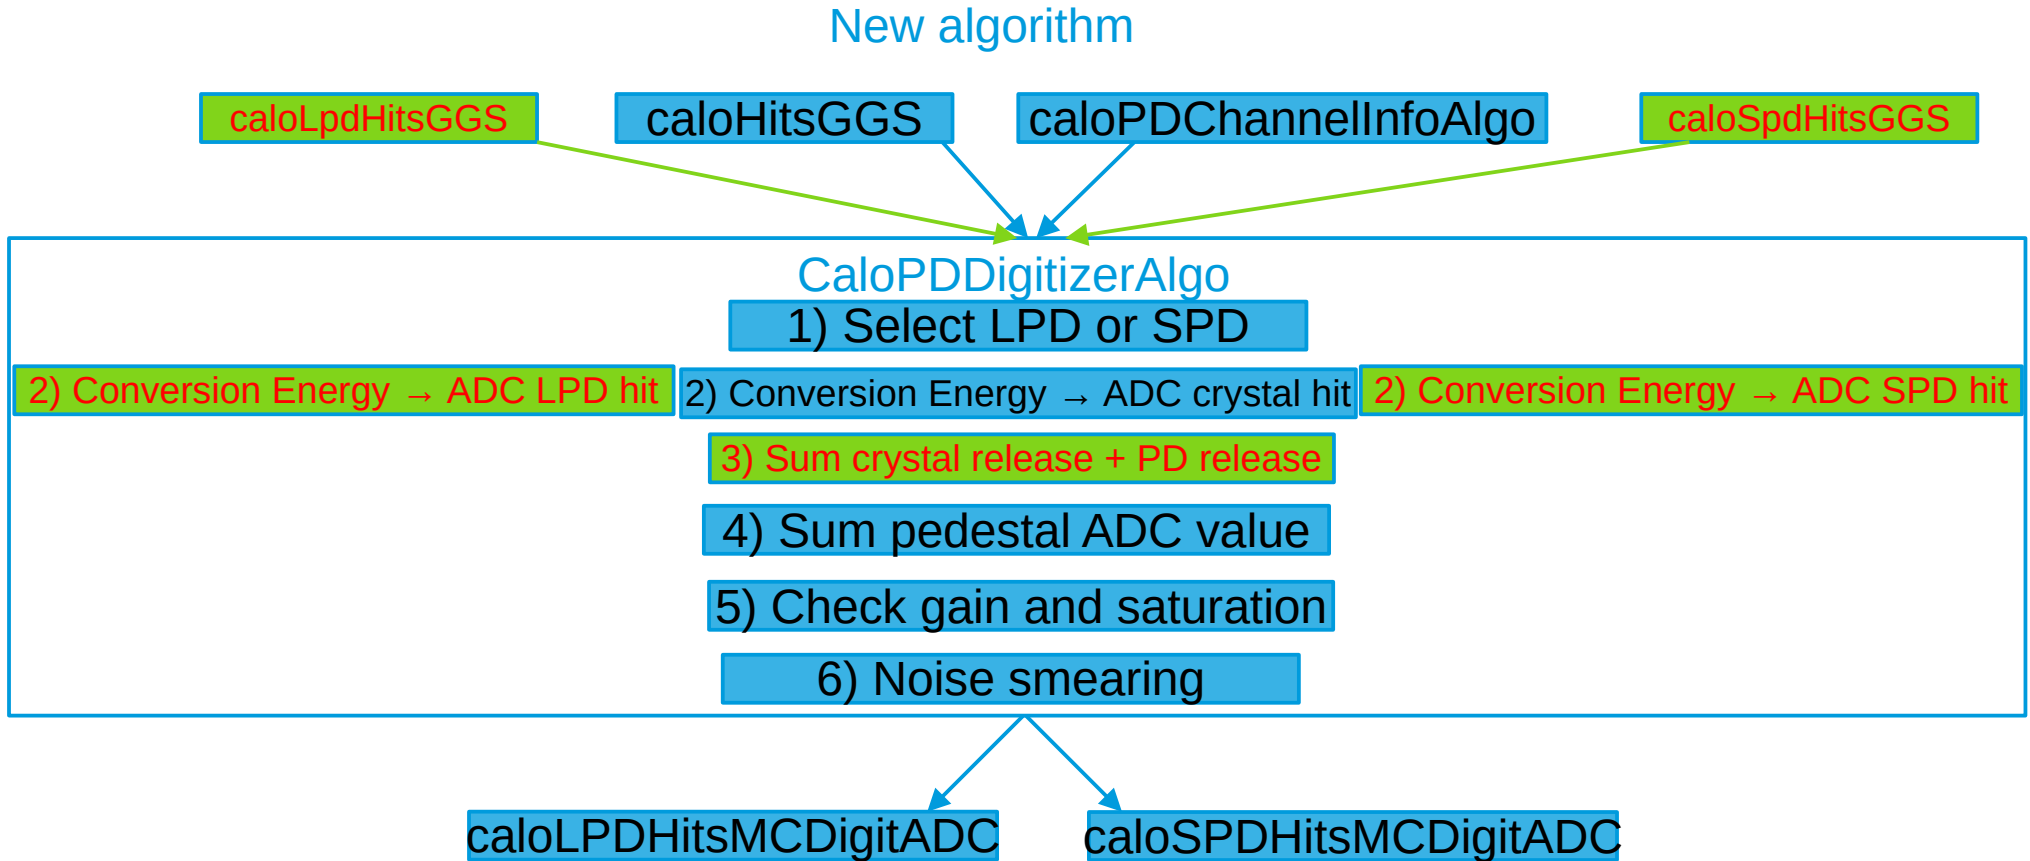 New algorithm
caloLpdHitsGGS
caloHitsGGS
caloPDChannelInfoAlgo
caloSpdHitsGGS
CaloPDDigitizerAlgo
1) Select LPD or SPD
2) Conversion Energy → ADC LPD hit
2) Conversion Energy → ADC crystal hit
2) Conversion Energy → ADC SPD hit
3) Sum crystal release + PD release
4) Sum pedestal ADC value
5) Check gain and saturation
6) Noise smearing
caloLPDHitsMCDigitADC
caloSPDHitsMCDigitADC